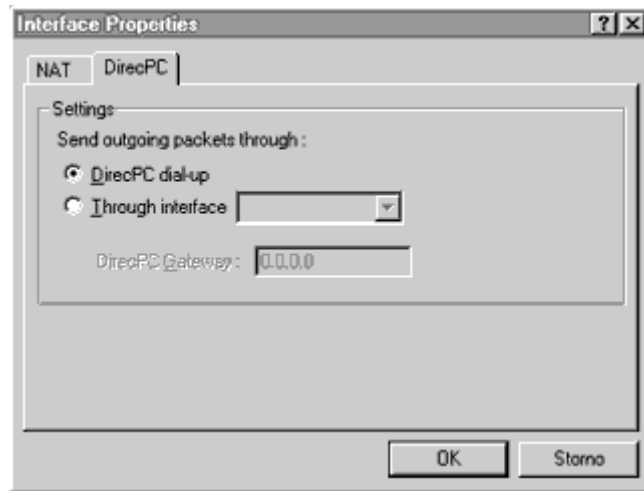 Interface Properties
NAT DirecPC
Settings
Send outgoing packets through :
DirecPC dial-up
Through interface
DirecPC Gateway : 0.0.0.0
OK Storno